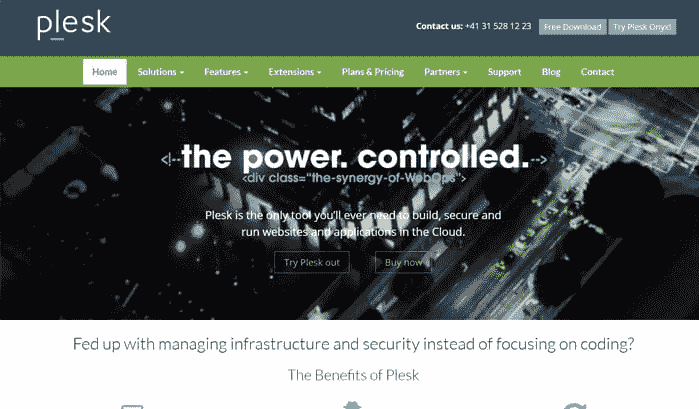 plesk
Contact us: +41 31 528 12 23 Free Download Try Plesk Onyx!
Home Solutions Features Extensions Plans & Pricing Partners Support Blog Contact
<!--the power. controlled.-->
<div class="the-synergy-of-WebOps">
Plesk is the only tool you'll ever need to build, secure and
run websites and applications in the Cloud.
Try Plesk out Buy now
Fed up with managing infrastructure and security instead of focusing on coding?
The Benefits of Plesk